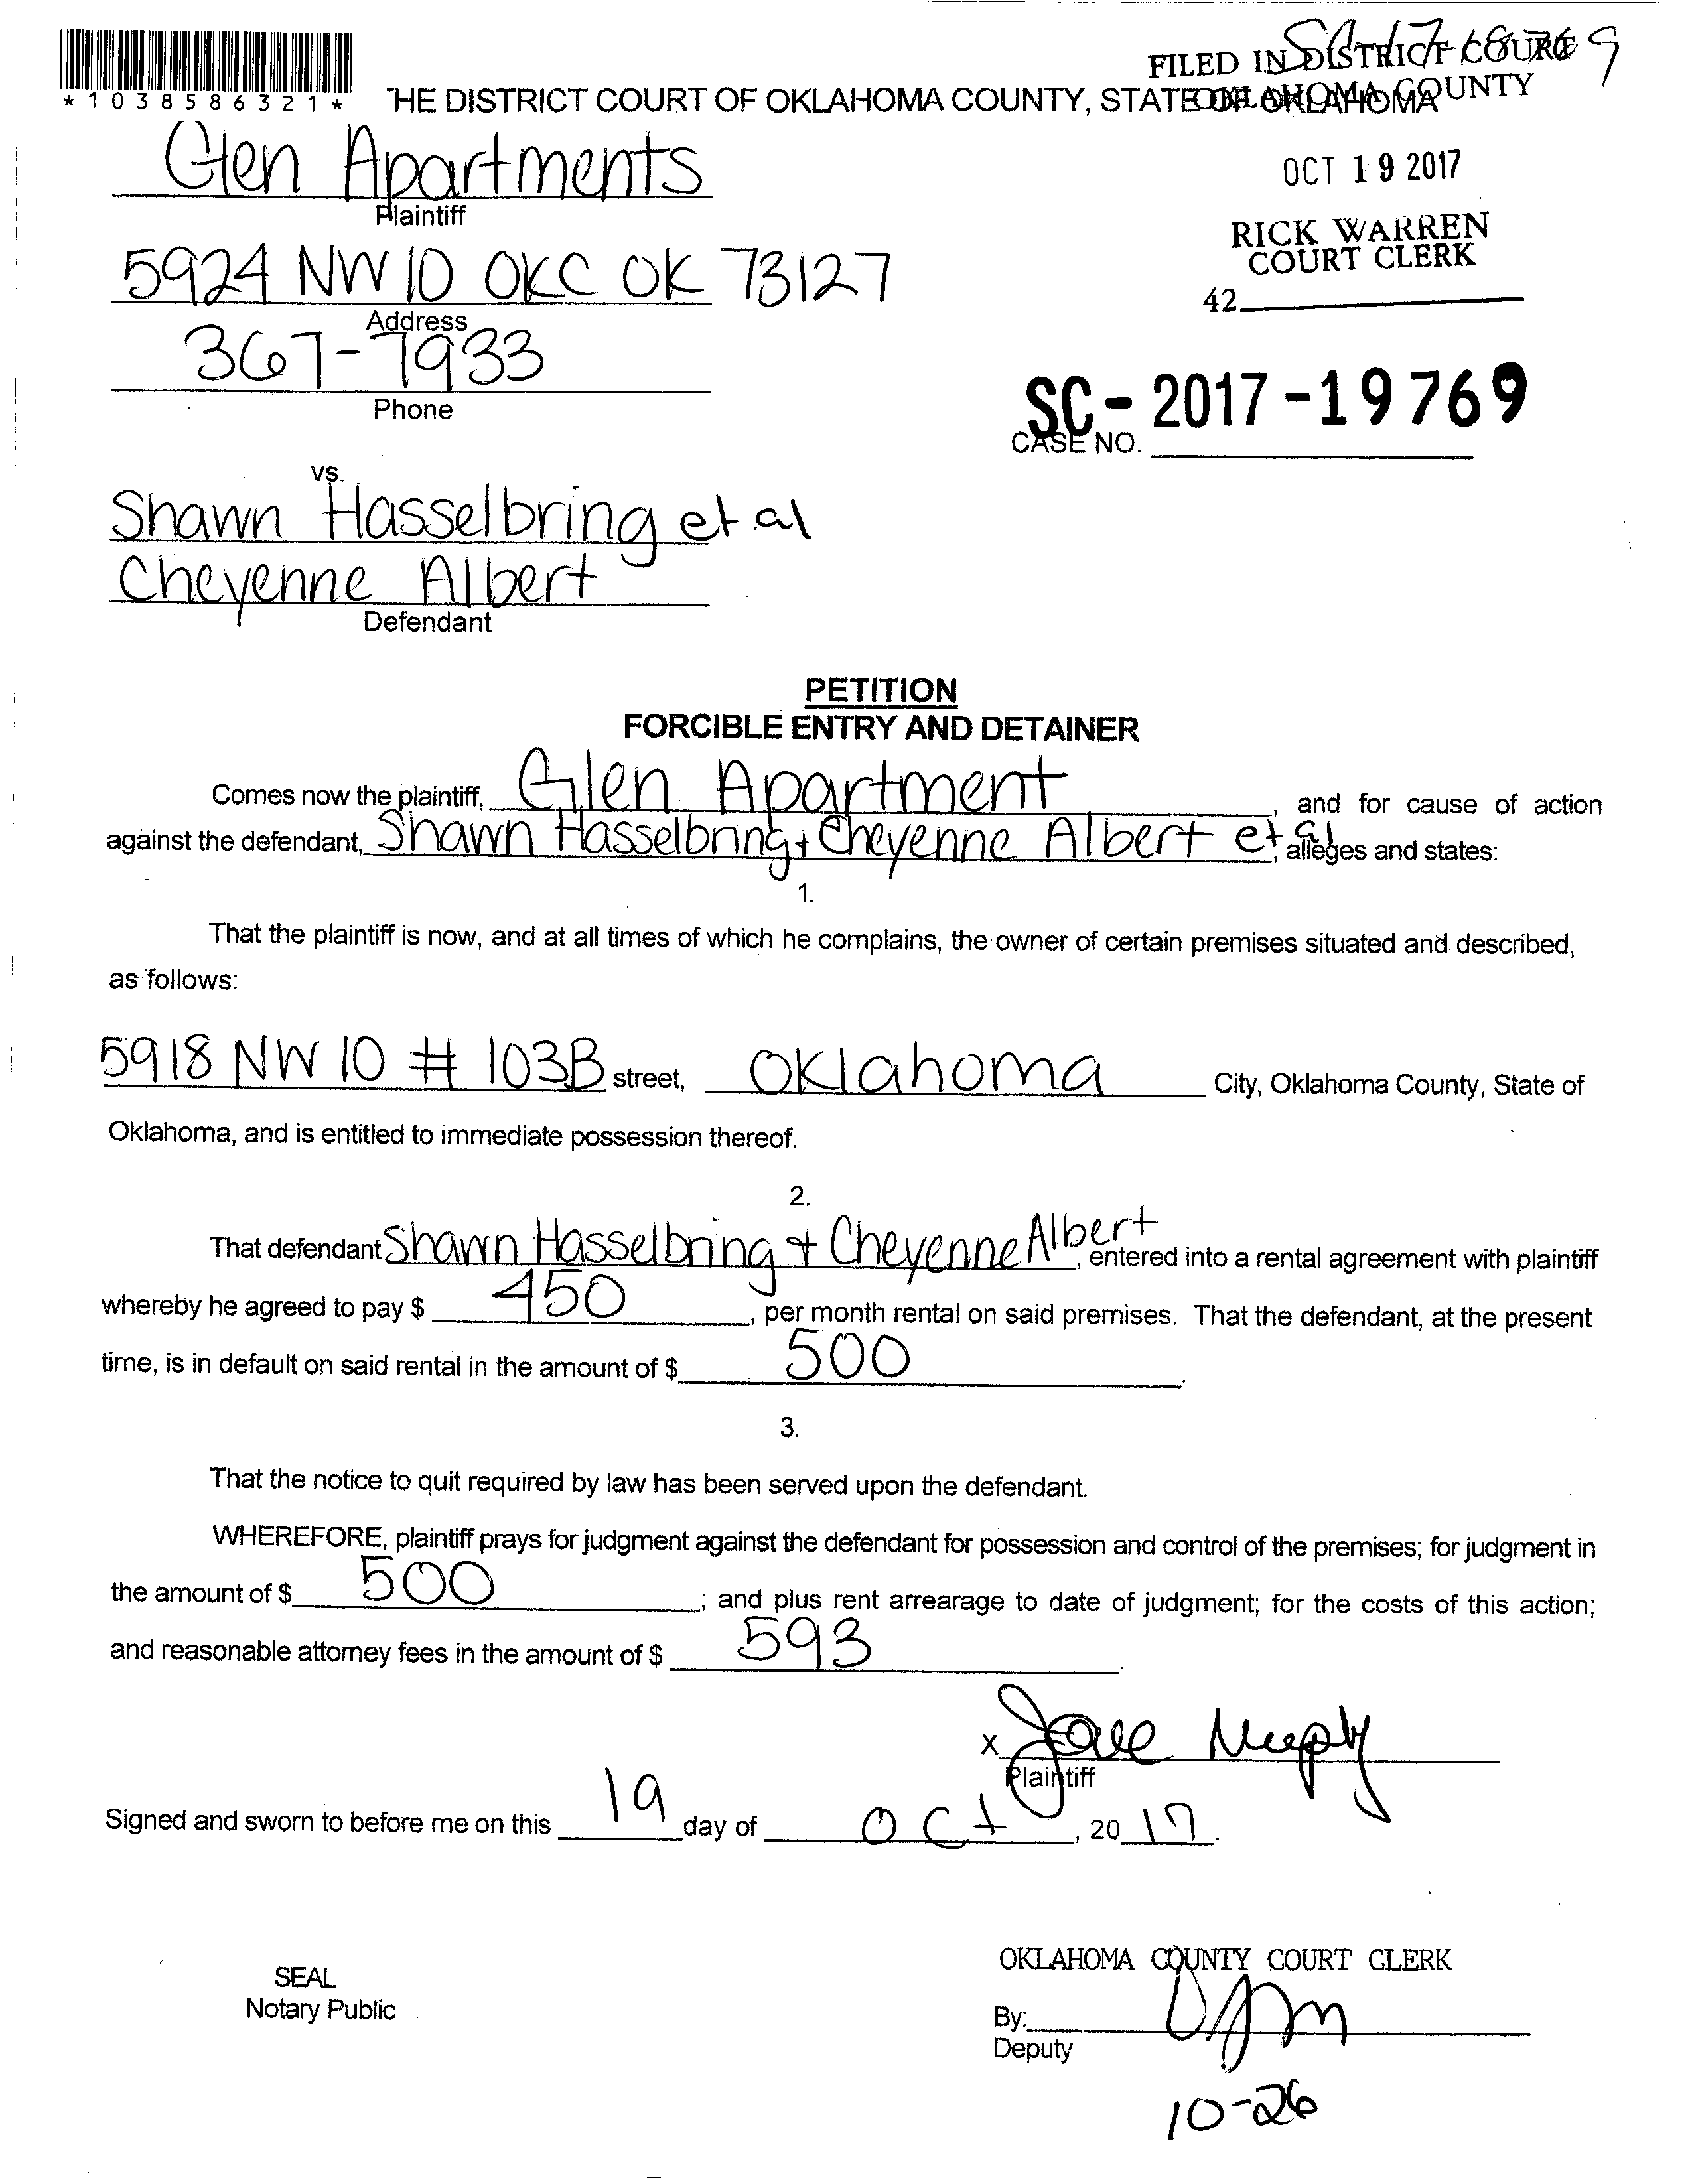 FILED IN DISTRICT COURT
OKLAHOMA COUNTY
*1038586321*
HE DISTRICT COURT OF OKLAHOMA COUNTY, STATE OF OKLAHOMA
Glen Apartments
Plaintiff
OCT 19 2017
RICK WARREN
COURT CLERK
42
5924 NW 10 OKC OK 73127
Address
367-7933
Phone
SC-2017-19769
CASE NO.
vs.
Shawn Hasselbring et al
Cheyenne Albert
Defendant
PETITION
FORCIBLE ENTRY AND DETAINER
Comes now the plaintiff, Glen Apartment, and for cause of action
against the defendant, Shawn Hasselbring + Cheyenne Albert et al, alleges and states:
1.
That the plaintiff is now, and at all times of which he complains, the owner of certain premises situated and described,
as follows:
5918 NW 10 # 103B street, Oklahoma City, Oklahoma County, State of
Oklahoma, and is entitled to immediate possession thereof.
2.
That defendant Shawn Hasselbring + Cheyenne Albert, entered into a rental agreement with plaintiff
whereby he agreed to pay $ 450, per month rental on said premises. That the defendant, at the present
time, is in default on said rental in the amount of $ 500.
3.
That the notice to quit required by law has been served upon the defendant.
WHEREFORE, plaintiff prays for judgment against the defendant for possession and control of the premises; for judgment in
the amount of $ 500; and plus rent arrearage to date of judgment; for the costs of this action;
and reasonable attorney fees in the amount of $ 593.
x
Plaintiff
Signed and sworn to before me on this 19 day of Oct, 2017.
SEAL
Notary Public
OKLAHOMA COUNTY COURT CLERK
By:
Deputy
10-26